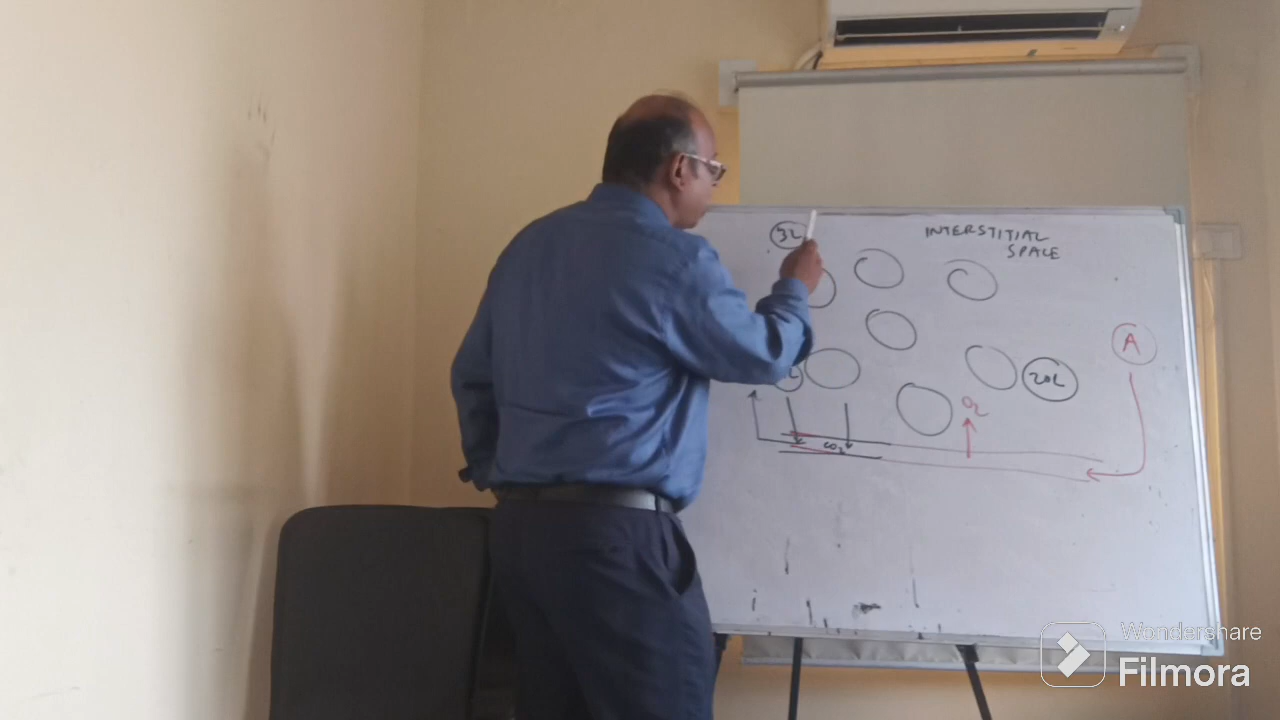 3L
INTERSTITIAL
SPACE
A
20L
O2
CO2
Wondershare
Filmora